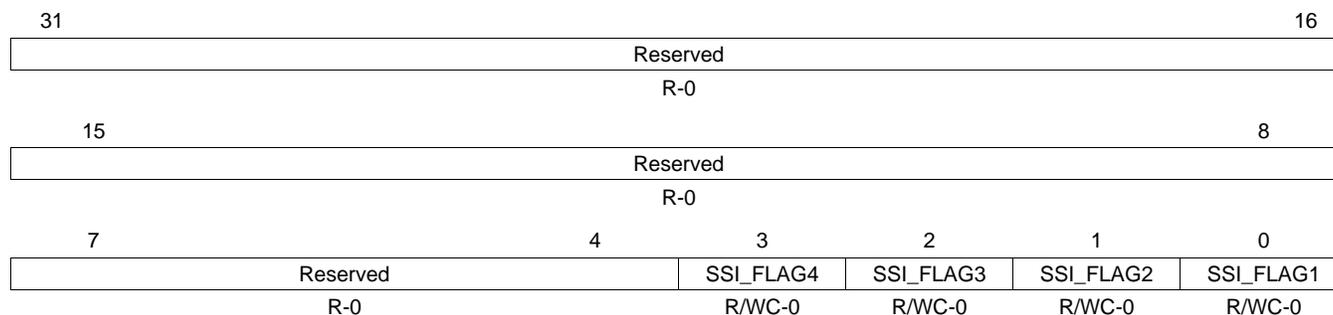 31 16
Reserved
R-0
15 8
Reserved
R-0
7 4 3 2 1 0
Reserved SSI_FLAG4 SSI_FLAG3 SSI_FLAG2 SSI_FLAG1
R-0 R/WC-0 R/WC-0 R/WC-0 R/WC-0